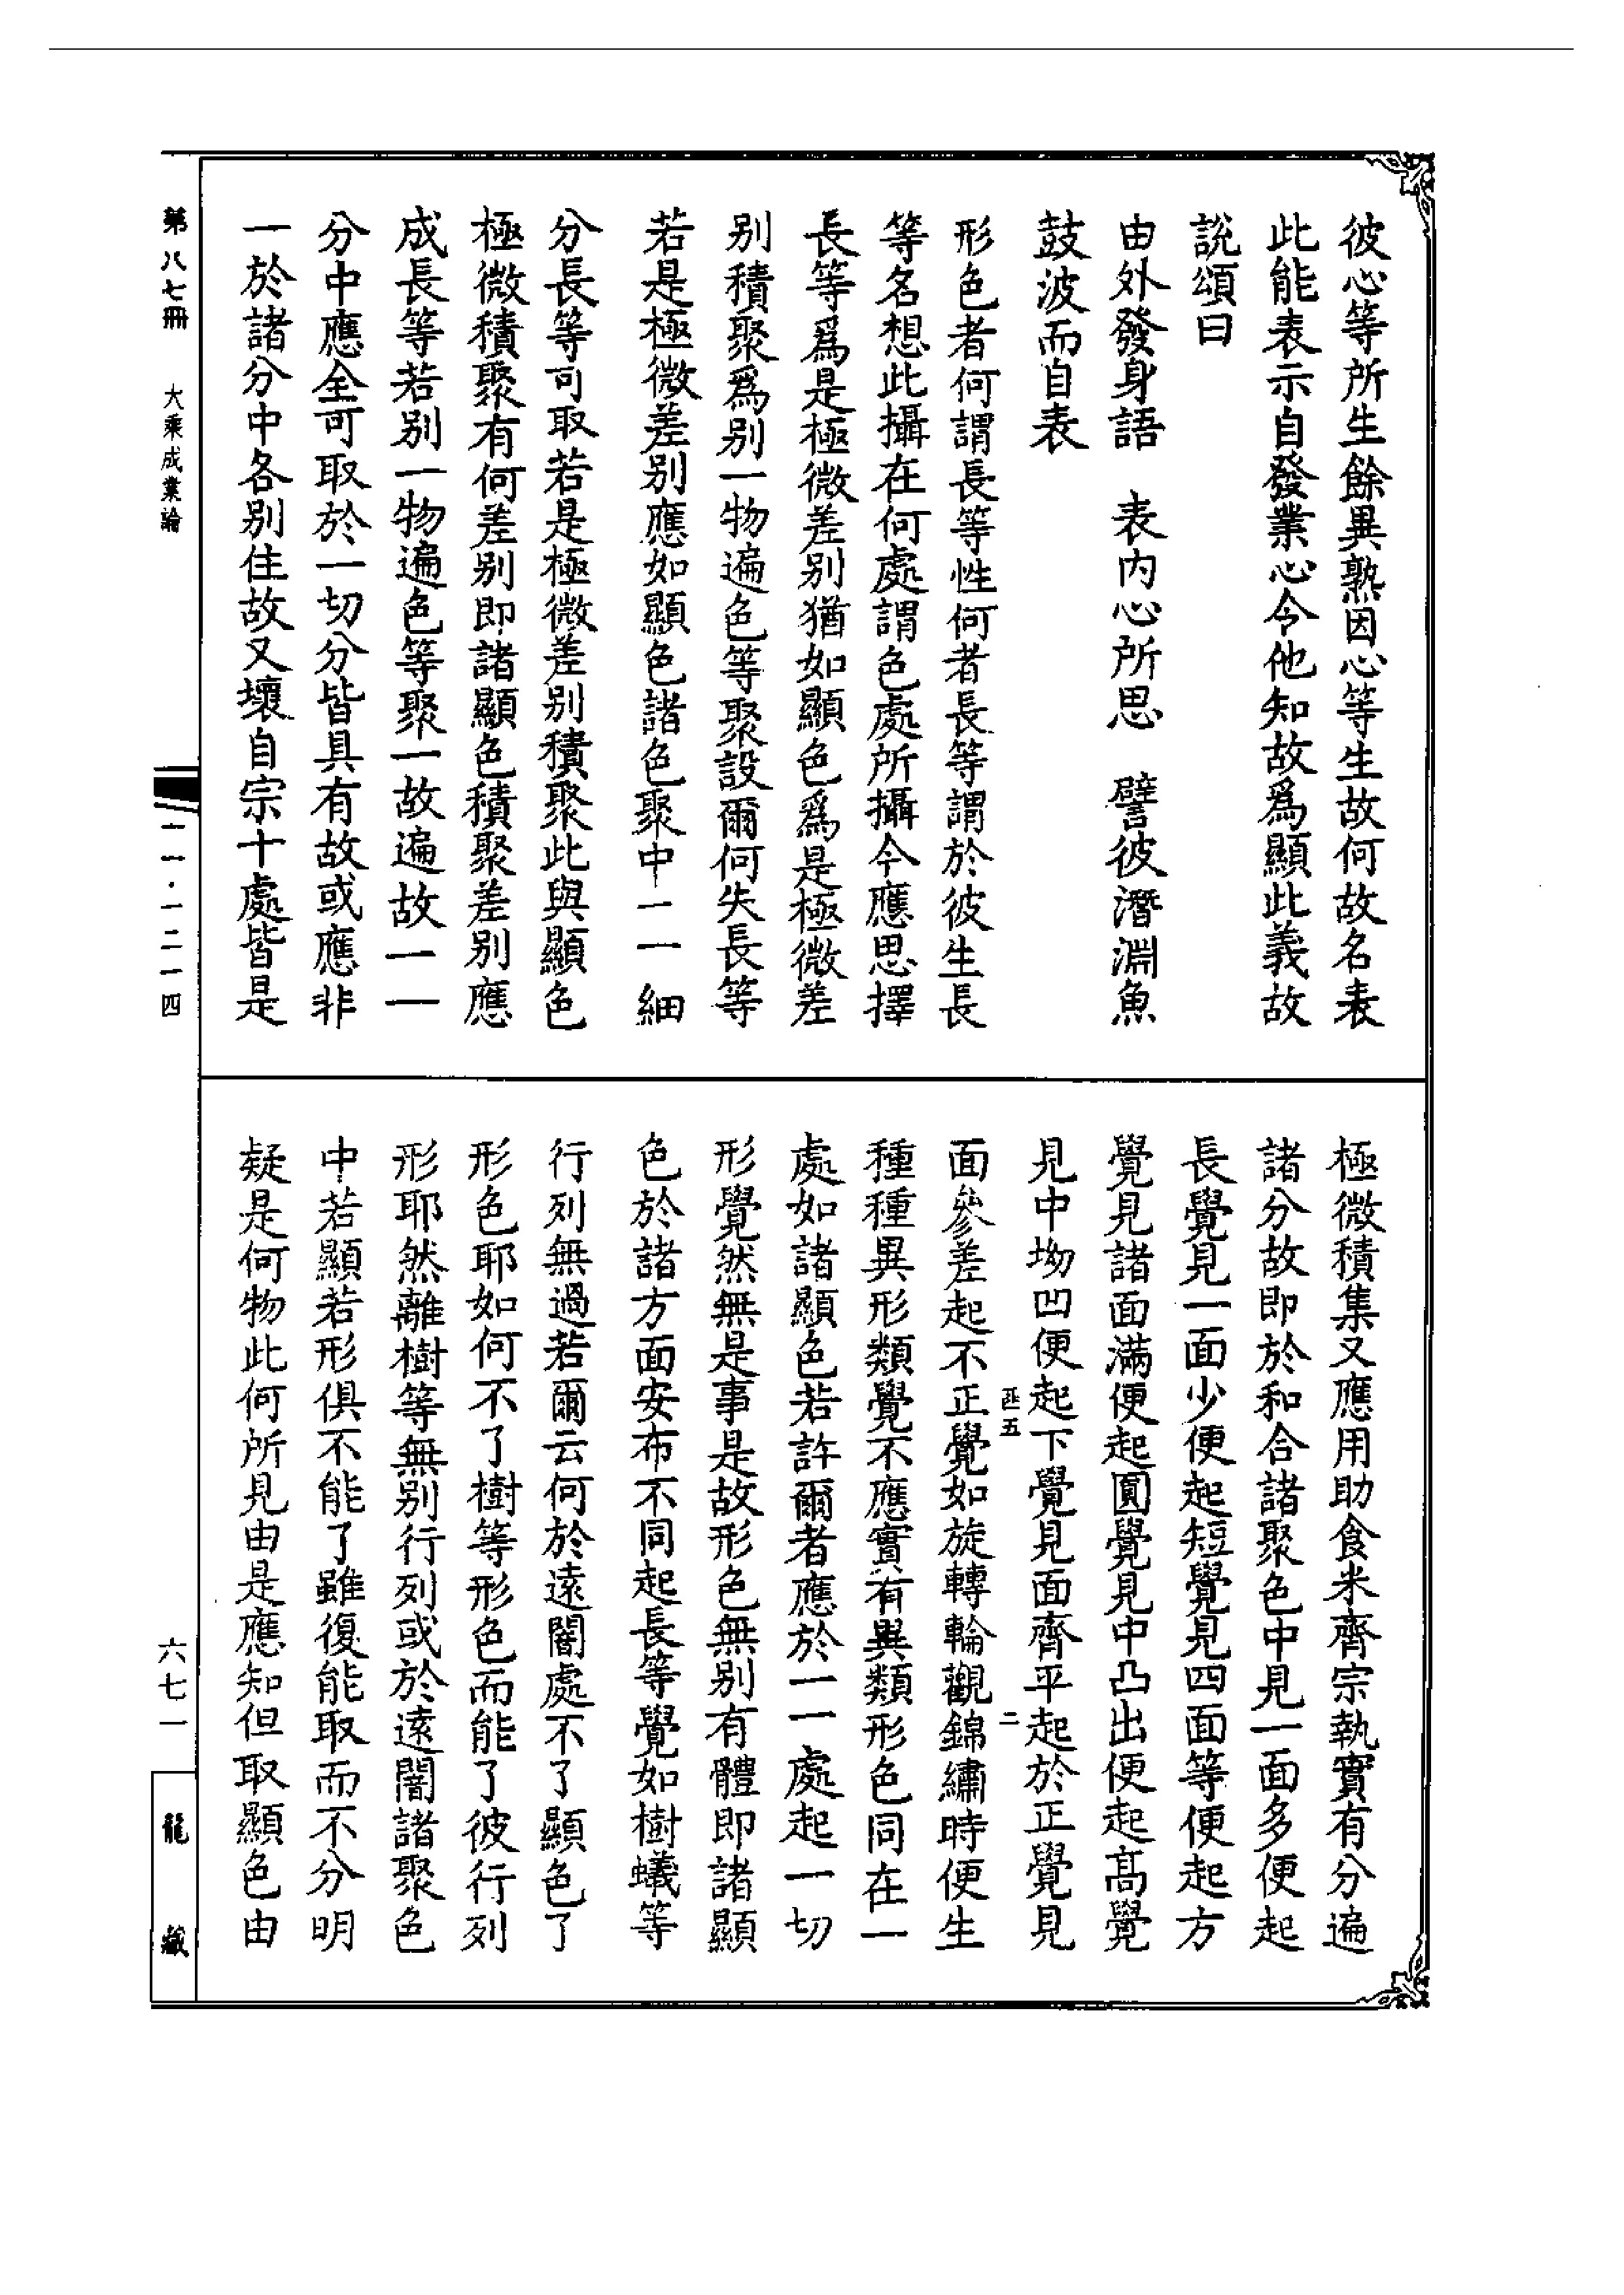 彼心等所生餘異熟因心等生故何故名表
此能表示自發業心令他知故爲顯此義故
說頌曰
由外發身語　表内心所思　譬彼潛淵魚
鼓波而自表
形色者何謂長等性何者長等謂於彼生長
等名想此攝在何處謂色處所攝今應思擇
長等爲是極微差别猶如顯色爲是極微差
别積聚爲别一物遍色等聚設爾何失長等
若是極微差别應如顯色諸色聚中一一細
分長等可取若是極微差别積聚此與顯色
極微積聚有何差别即諸顯色積聚差别應
成長等若别一物遍色等聚一故遍故一一
分中應全可取於一切分皆具有故或應非
一於諸分中各别住故又壞自宗十處皆是
極微積集又應用助食米齊宗執實有分遍
諸分故即於和合諸聚色中見一面多便起
長覺見一面少便起短覺見四面等便起方
覺見諸面滿便起圓覺見中凸出便起高覺
見中坳凹便起下覺見面齊平起於正覺見
面參差起不正覺如旋轉輪觀錦繡時便生
種種異形類覺不應實有異類形色同在一
處如諸顯色若許爾者應於一一處起一切
形覺然無是事是故形色無别有體即諸顯
色於諸方面安布不同起長等覺如樹蟻等
行列無過若爾云何於遠闇處不了顯色了
形色耶如何不了樹等形色而能了彼行列
形耶然離樹等無别行列或於遠闇諸聚色
中若顯若形俱不能了雖復能取而不分明
疑是何物此何所見由是應知但取顯色由
匹五
二
第八七冊
大乘成業論
一一·一二一四
六七一
龍藏